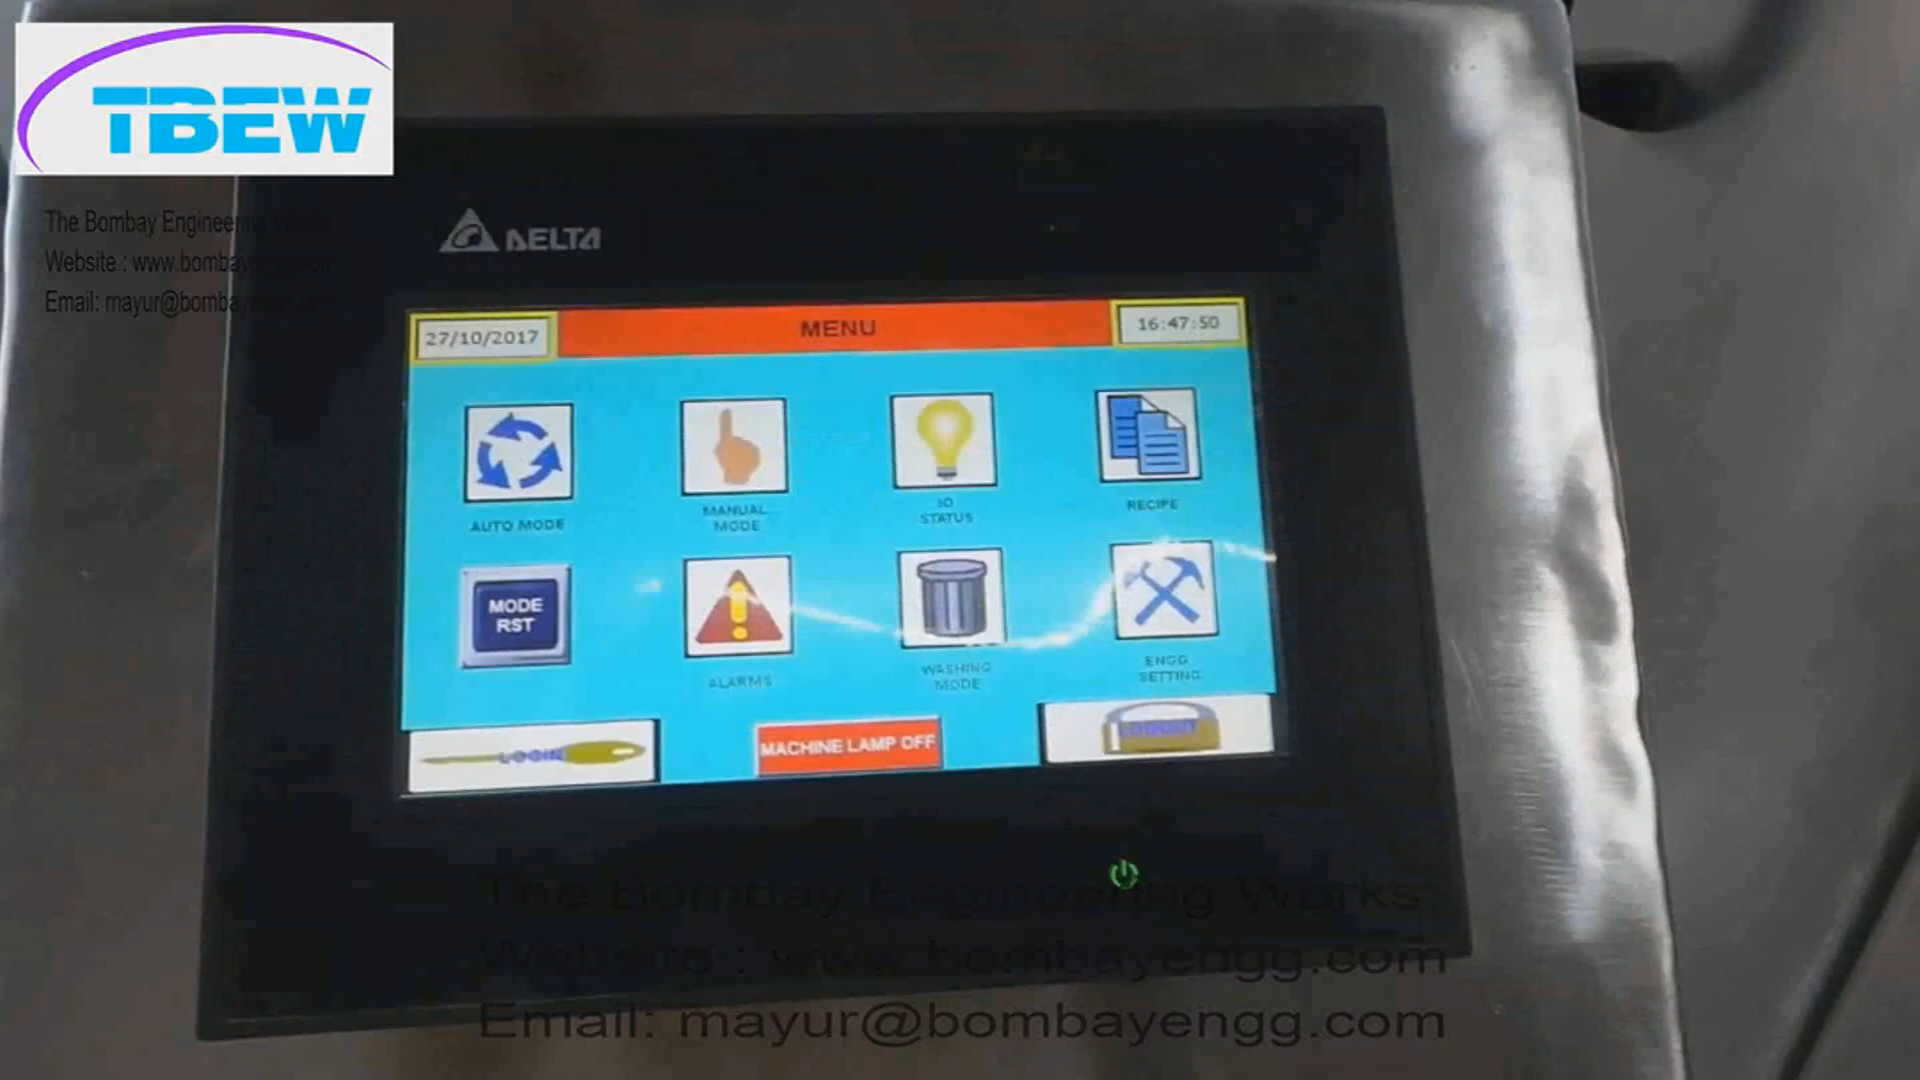 TBEW
The Bombay Engineering
Website : www.bombayengg.com
Email: mayur@bombayengg.com
DELTA
27/10/2017
MENU
16:47:50
AUTO MODE
MANUAL
MODE
IO
STATUS
RECIPE
MODE
RST
ALARMS
WASHING
MODE
ENGG
SETTING
LOGIN
MACHINE LAMP OFF
LOGOUT
The Bombay Engineering Works
Website : www.bombayengg.com
Email: mayur@bombayengg.com